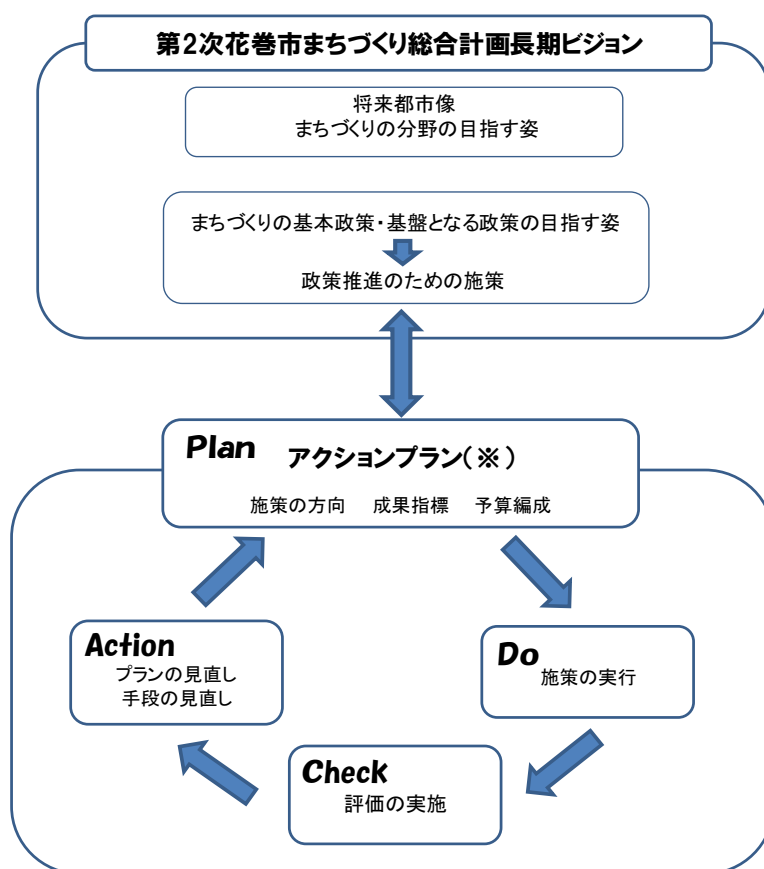 第2次花巻市まちづくり総合計画長期ビジョン
将来都市像
まちづくりの分野の目指す姿
まちづくりの基本政策・基盤となる政策の目指す姿
政策推進のための施策
Plan アクションプラン(※)
施策の方向 成果指標 予算編成
Action
プランの見直し
手段の見直し
Do
施策の実行
Check
評価の実施